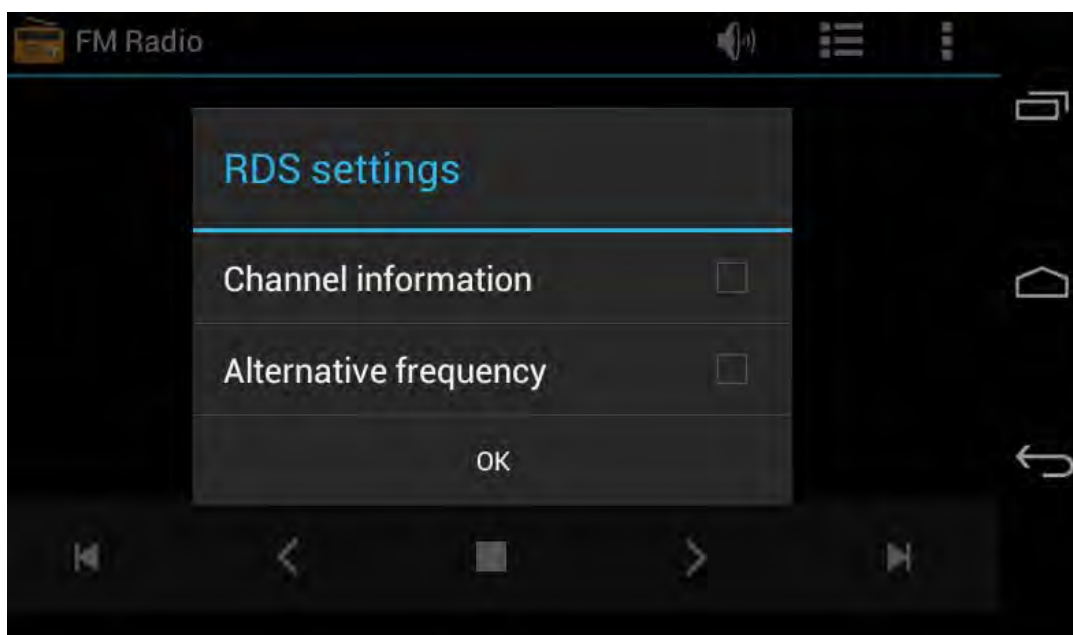 FM Radio
RDS settings
Channel information
Alternative frequency
OK